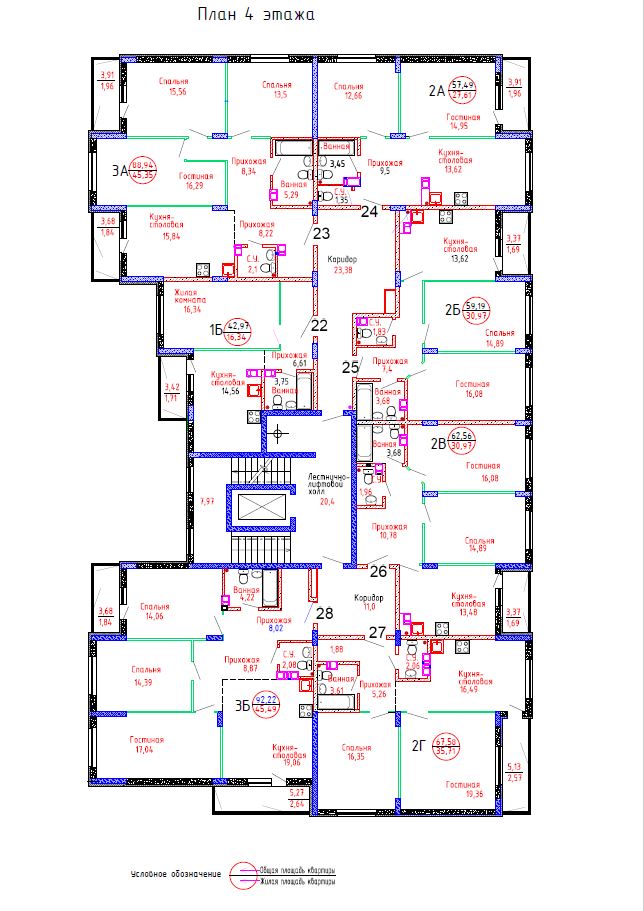 План 4 этажа
3,91
1,96
Спальня
15,56
Спальня
13,5
Спальня
12,66
2А
57,49
27,61
3,91
1,96
Гостиная
14,95
3А
88,94
45,35
Гостиная
16,29
Прихожая
8,34
Ванная
5,29
Ванная
3,45
С.У.
1,35
Прихожая
9,5
Кухня-
столовая
13,62
24
3,68
1,84
Кухня-
столовая
15,84
Прихожая
8,22
С.У.
2,1
23
Коридор
23,38
Кухня-
столовая
13,62
3,37
1,69
Жилая
комната
16,34
1Б
42,97
16,34
22
С.У.
1,83
2Б
59,19
30,97
Спальня
14,89
Прихожая
6,61
25
Прихожая
7,4
3,42
1,71
Кухня-
столовая
14,56
3,75
Ванная
Ванная
3,68
Гостиная
16,08
Ванная
3,68
2В
62,56
30,97
Гостиная
16,08
7,97
Лестнично-
лифтовой
холл
20,4
1,96
Прихожая
10,78
Спальня
14,89
26
3,68
1,84
Спальня
14,06
Ванная
4,22
Прихожая
8,02
28
Коридор
11,0
Кухня-
столовая
13,48
3,37
1,69
27
Спальня
14,39
Прихожая
8,87
С.У.
2,08
1,88
Ванная
3,61
Прихожая
5,26
С.У.
2,06
Кухня-
столовая
16,49
3Б
92,22
45,49
Гостиная
17,04
Кухня-
столовая
19,06
Спальня
16,35
2Г
67,58
35,71
Гостиная
19,36
5,13
2,57
5,27
2,64
Условное обозначение
Общая площадь квартиры
Жилая площадь квартиры